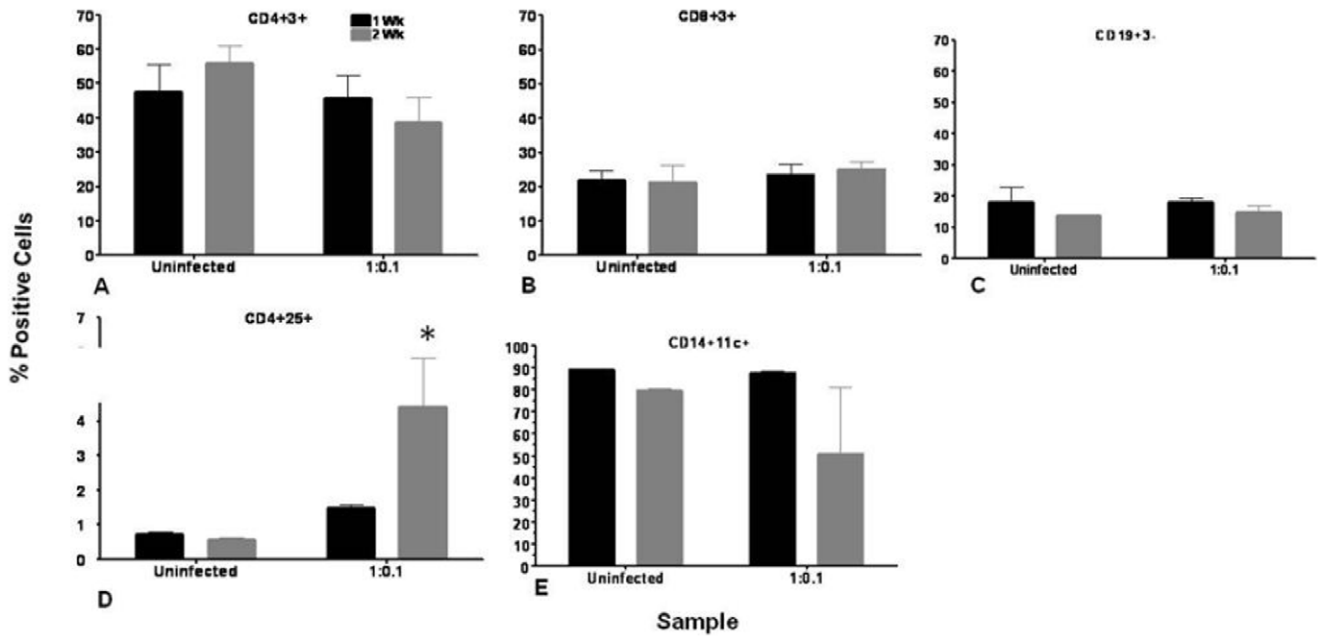 % Positive Cells
CD4+3+
1 Wk
2 Wk
70
60
50
40
30
20
10
0
Uninfected 1:0.1
A
CD8+3+
70
60
50
40
30
20
10
0
Uninfected 1:0.1
B
CD19+3-
70
60
50
40
30
20
10
0
Uninfected 1:0.1
C
CD4+25+
7
*
4
3
2
1
0
Uninfected 1:0.1
D
CD14+11c+
100
90
80
70
60
50
40
30
20
10
0
Uninfected 1:0.1
E
Sample